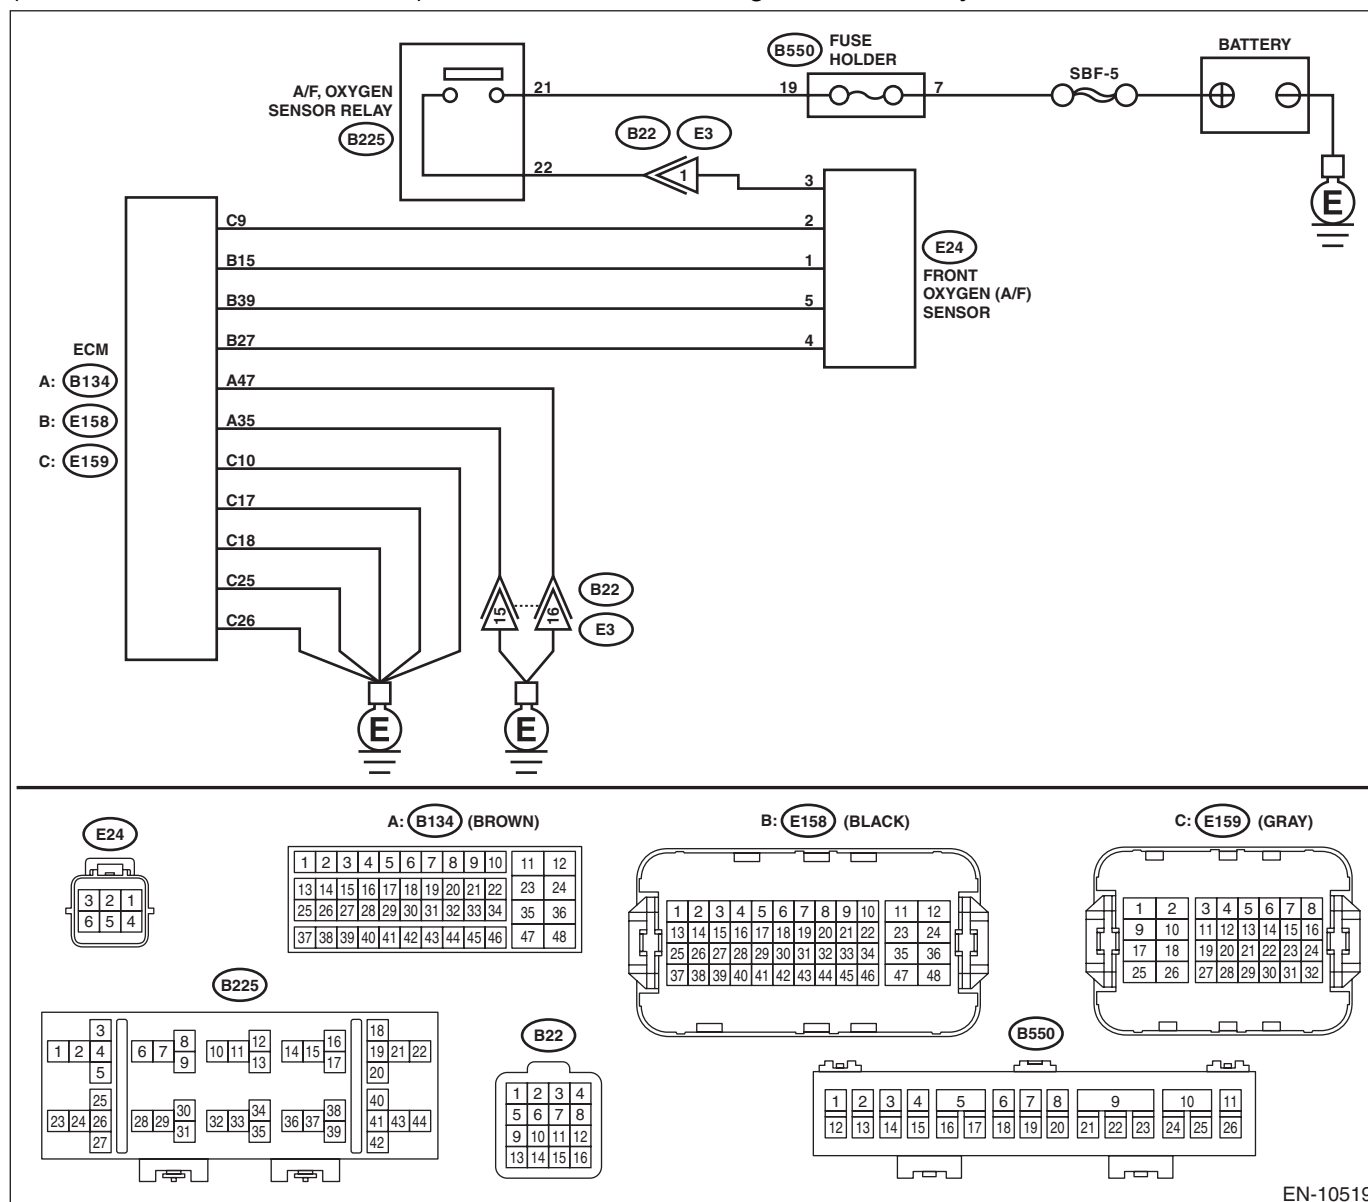 B550
FUSE
HOLDER
BATTERY
SBF-5
A/F, OXYGEN
SENSOR RELAY
B225
21
19
7
B22
E3
22
1
3
E
C9
2
B15
1
E24
FRONT
OXYGEN (A/F)
SENSOR
B39
5
B27
4
ECM
A: B134
B: E158
C: E159
A47
A35
C10
C17
C18
C25
C26
15
16
B22
E3
E
E
E24
3 2 1
6 5 4
A: B134 (BROWN)
1 2 3 4 5 6 7 8 9 10 11 12
13 14 15 16 17 18 19 20 21 22 23 24
25 26 27 28 29 30 31 32 33 34 35 36
37 38 39 40 41 42 43 44 45 46 47 48
B: E158 (BLACK)
1 2 3 4 5 6 7 8 9 10 11 12
13 14 15 16 17 18 19 20 21 22 23 24
25 26 27 28 29 30 31 32 33 34 35 36
37 38 39 40 41 42 43 44 45 46 47 48
C: E159 (GRAY)
1 2 3 4 5 6 7 8
9 10 11 12 13 14 15 16
17 18 19 20 21 22 23 24
25 26 27 28 29 30 31 32
B225
3 8 12 16 18
1 2 4 6 7 10 11 14 15 19 21 22
5 9 13 17 20
25 30 34 38 40
23 24 26 28 29 32 33 36 37 41 43 44
27 31 35 39 42
B22
1 2 3 4
5 6 7 8
9 10 11 12
13 14 15 16
B550
1 2 3 4 5 6 7 8 9 10 11
12 13 14 15 16 17 18 19 20 21 22 23 24 25 26
EN-10519